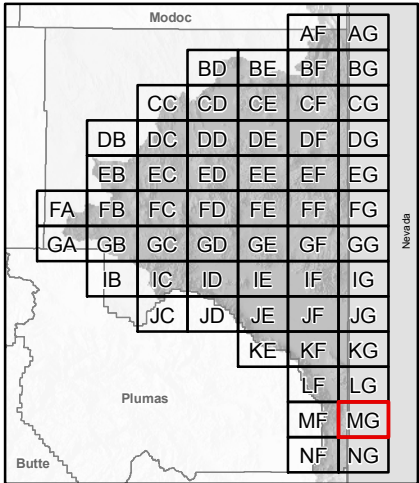 Modoc
AF AG
BD BE BF BG
CC CD CE CF CG
DB DC DD DE DF DG
EB EC ED EE EF EG
FA FB FC FD FE FF FG
GA GB GC GD GE GF GG
Nevada
IB IC ID IE IF IG
JC JD JE JF JG
KE KF KG
LF LG
Plumas
MF MG
Butte
NF NG